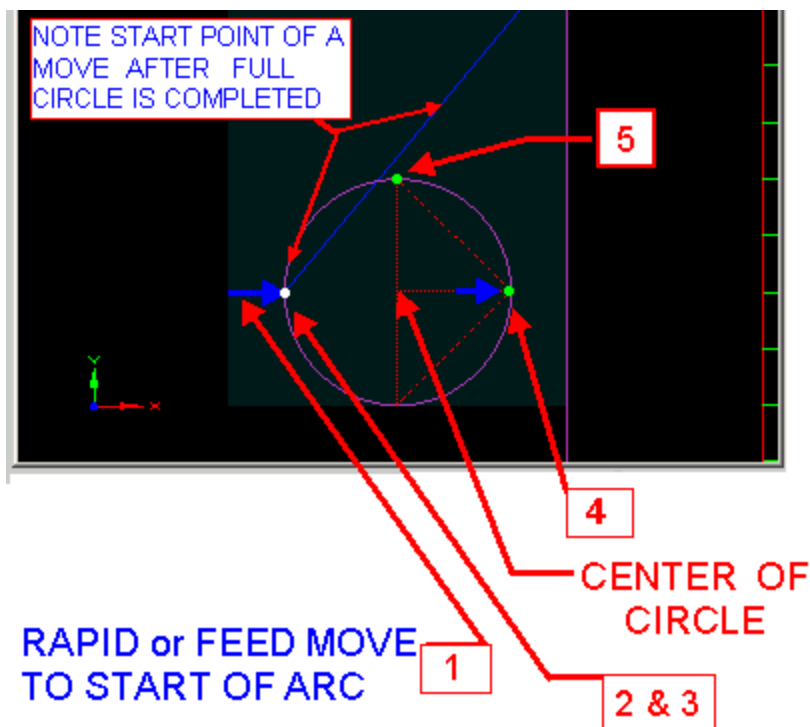 NOTE START POINT OF A
MOVE AFTER FULL
CIRCLE IS COMPLETED
5
Y
X
4
CENTER OF
CIRCLE
RAPID or FEED MOVE
TO START OF ARC
1
2 & 3